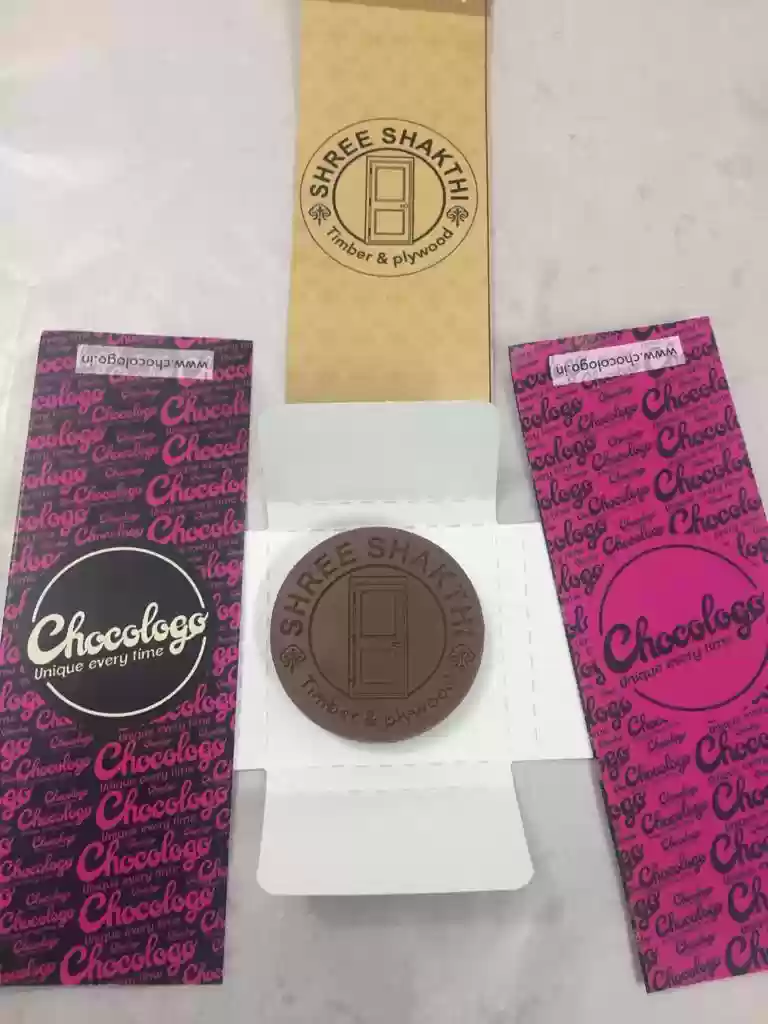 SHREE SHAKTHI
Timber & plywood
www.chocologo.in
Chocologo
Unique every time
SHREE SHAKTHI
Timber & plywood
www.chocologo.in
Chocologo
Unique every time